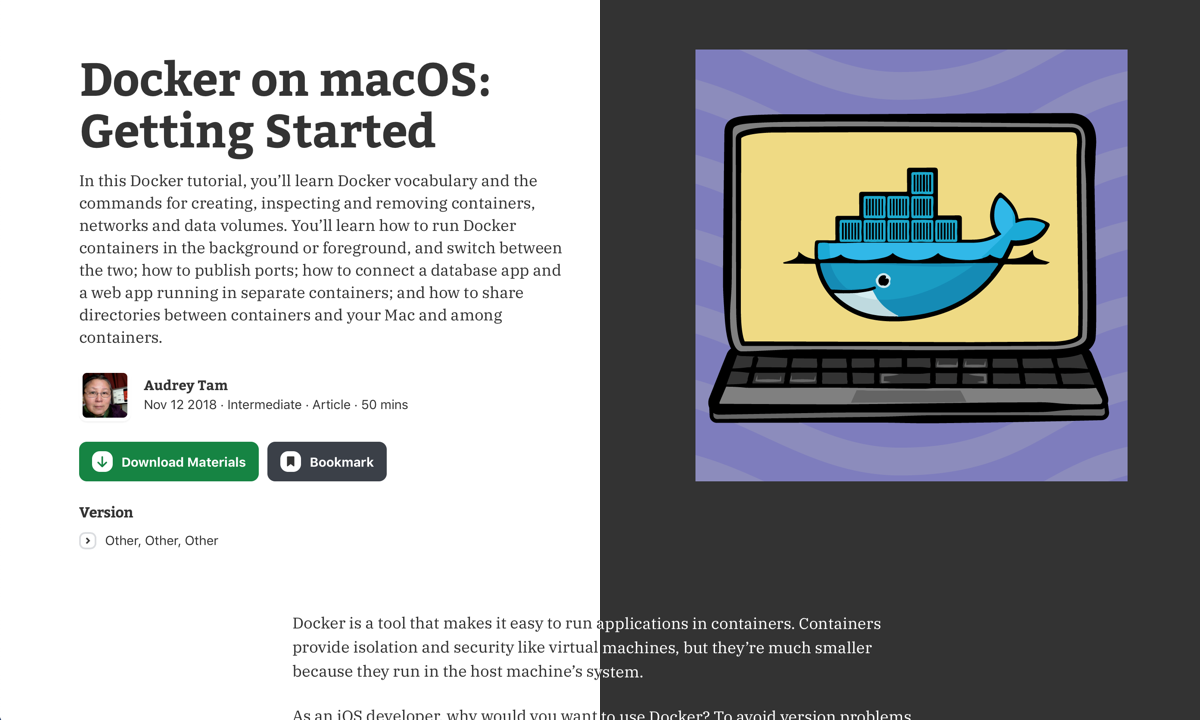 Docker on macOS:
Getting Started
In this Docker tutorial, you’ll learn Docker vocabulary and the
commands for creating, inspecting and removing containers,
networks and data volumes. You’ll learn how to run Docker
containers in the background or foreground, and switch between
the two; how to publish ports; how to connect a database app and
a web app running in separate containers; and how to share
directories between containers and your Mac and among
containers.
Audrey Tam
Nov 12 2018 · Intermediate · Article · 50 mins
Download Materials
Bookmark
Version
Other, Other, Other
Docker is a tool that makes it easy to run applications in containers. Containers
provide isolation and security like virtual machines, but they’re much smaller
because they run in the host machine’s system.
As an iOS developer, why would you want to use Docker? To avoid version problems